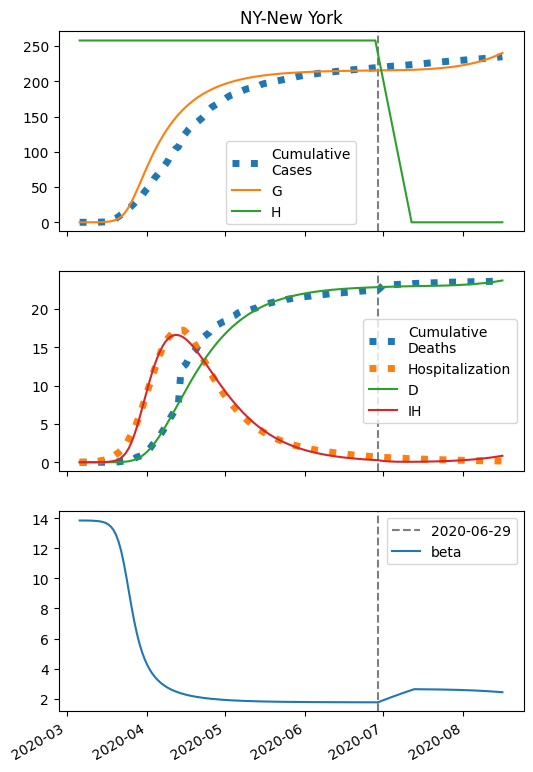 NY-New York
250
200
150
100
50
0
Cumulative
Cases
G
H
20
15
10
5
0
Cumulative
Deaths
Hospitalization
D
IH
14
12
10
8
6
4
2
2020-06-29
beta
2020-03
2020-04
2020-05
2020-06
2020-07
2020-08